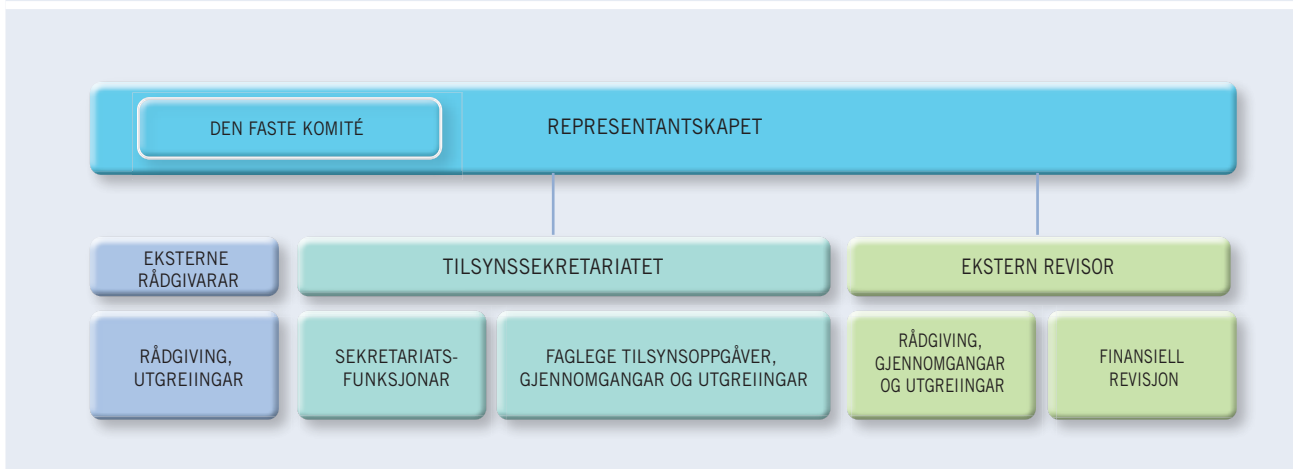 DEN FASTE KOMITÉ
REPRESENTANTSKAPET
EKSTERNE
RÅDGIVARAR
TILSYNSSEKRETARIATET
EKSTERN REVISOR
RÅDGIVING,
UTGREIINGAR
SEKRETARIATS-
FUNKSJONAR
FAGLEGE TILSYNSOPPGÅVER,
GJENNOMGANGAR OG UTGREIINGAR
RÅDGIVING,
GJENNOMGANGAR
OG UTGREIINGAR
FINANSIELL
REVISJON